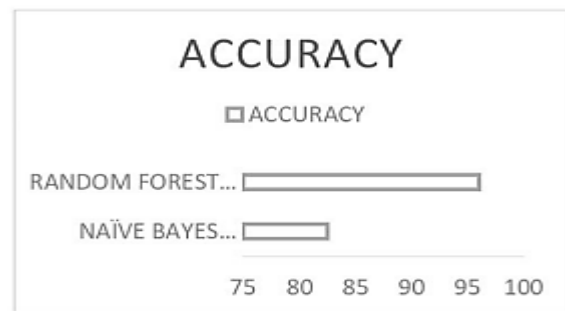 ACCURACY
ACCURACY
RANDOM FOREST...
NAÏVE BAYES...
75 80 85 90 95 100